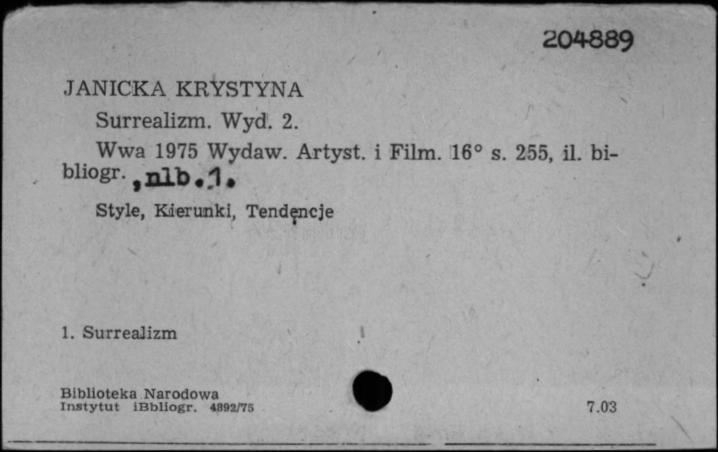 204889
JANICKA KRYSTYNA
Surrealizm. Wyd. 2.
Wwa 1975 Wydaw. Artyst. i Film. 16° s. 255, il. bi-
bliogr. , nlb. 1.
Style, Kierunki, Tendencje
1. Surrealizm
Biblioteka Narodowa
Instytut iBbliogr. 4892/75
7.03